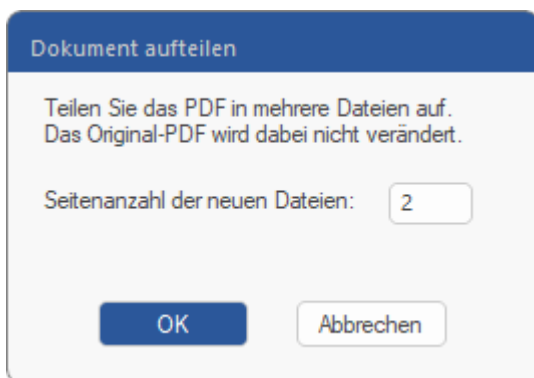 Dokument aufteilen
Teilen Sie das PDF in mehrere Dateien auf.
Das Original-PDF wird dabei nicht verändert.
Seitenanzahl der neuen Dateien: 2
OK Abbrechen